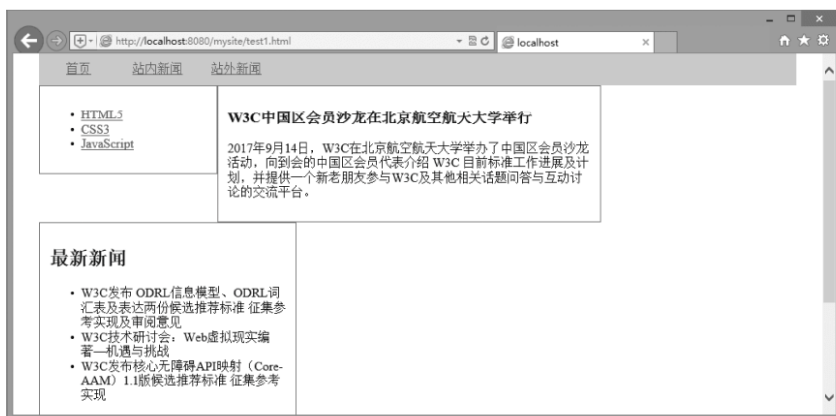 http://localhost:8080/mysite/test1.html
localhost
首页 站内新闻 站外新闻
• HTML5
• CSS3
• JavaScript
W3C中国区会员沙龙在北京航空航天大学举行
2017年9月14日，W3C在北京航空航天大学举办了中国区会员沙龙
活动，向到会的中国区会员代表介绍 W3C 目前标准工作进展及计
划，并提供一个新老朋友参与W3C及其他相关话题问答与互动讨
论的交流平台。
最新新闻
• W3C发布 ODRL信息模型、ODRL词
汇表及表达两份候选推荐标准 征集参
考实现及审阅意见
• W3C技术研讨会：Web虚拟现实编
著—机遇与挑战
• W3C发布核心无障碍API映射（Core-
AAM）1.1版候选推荐标准 征集参考
实现